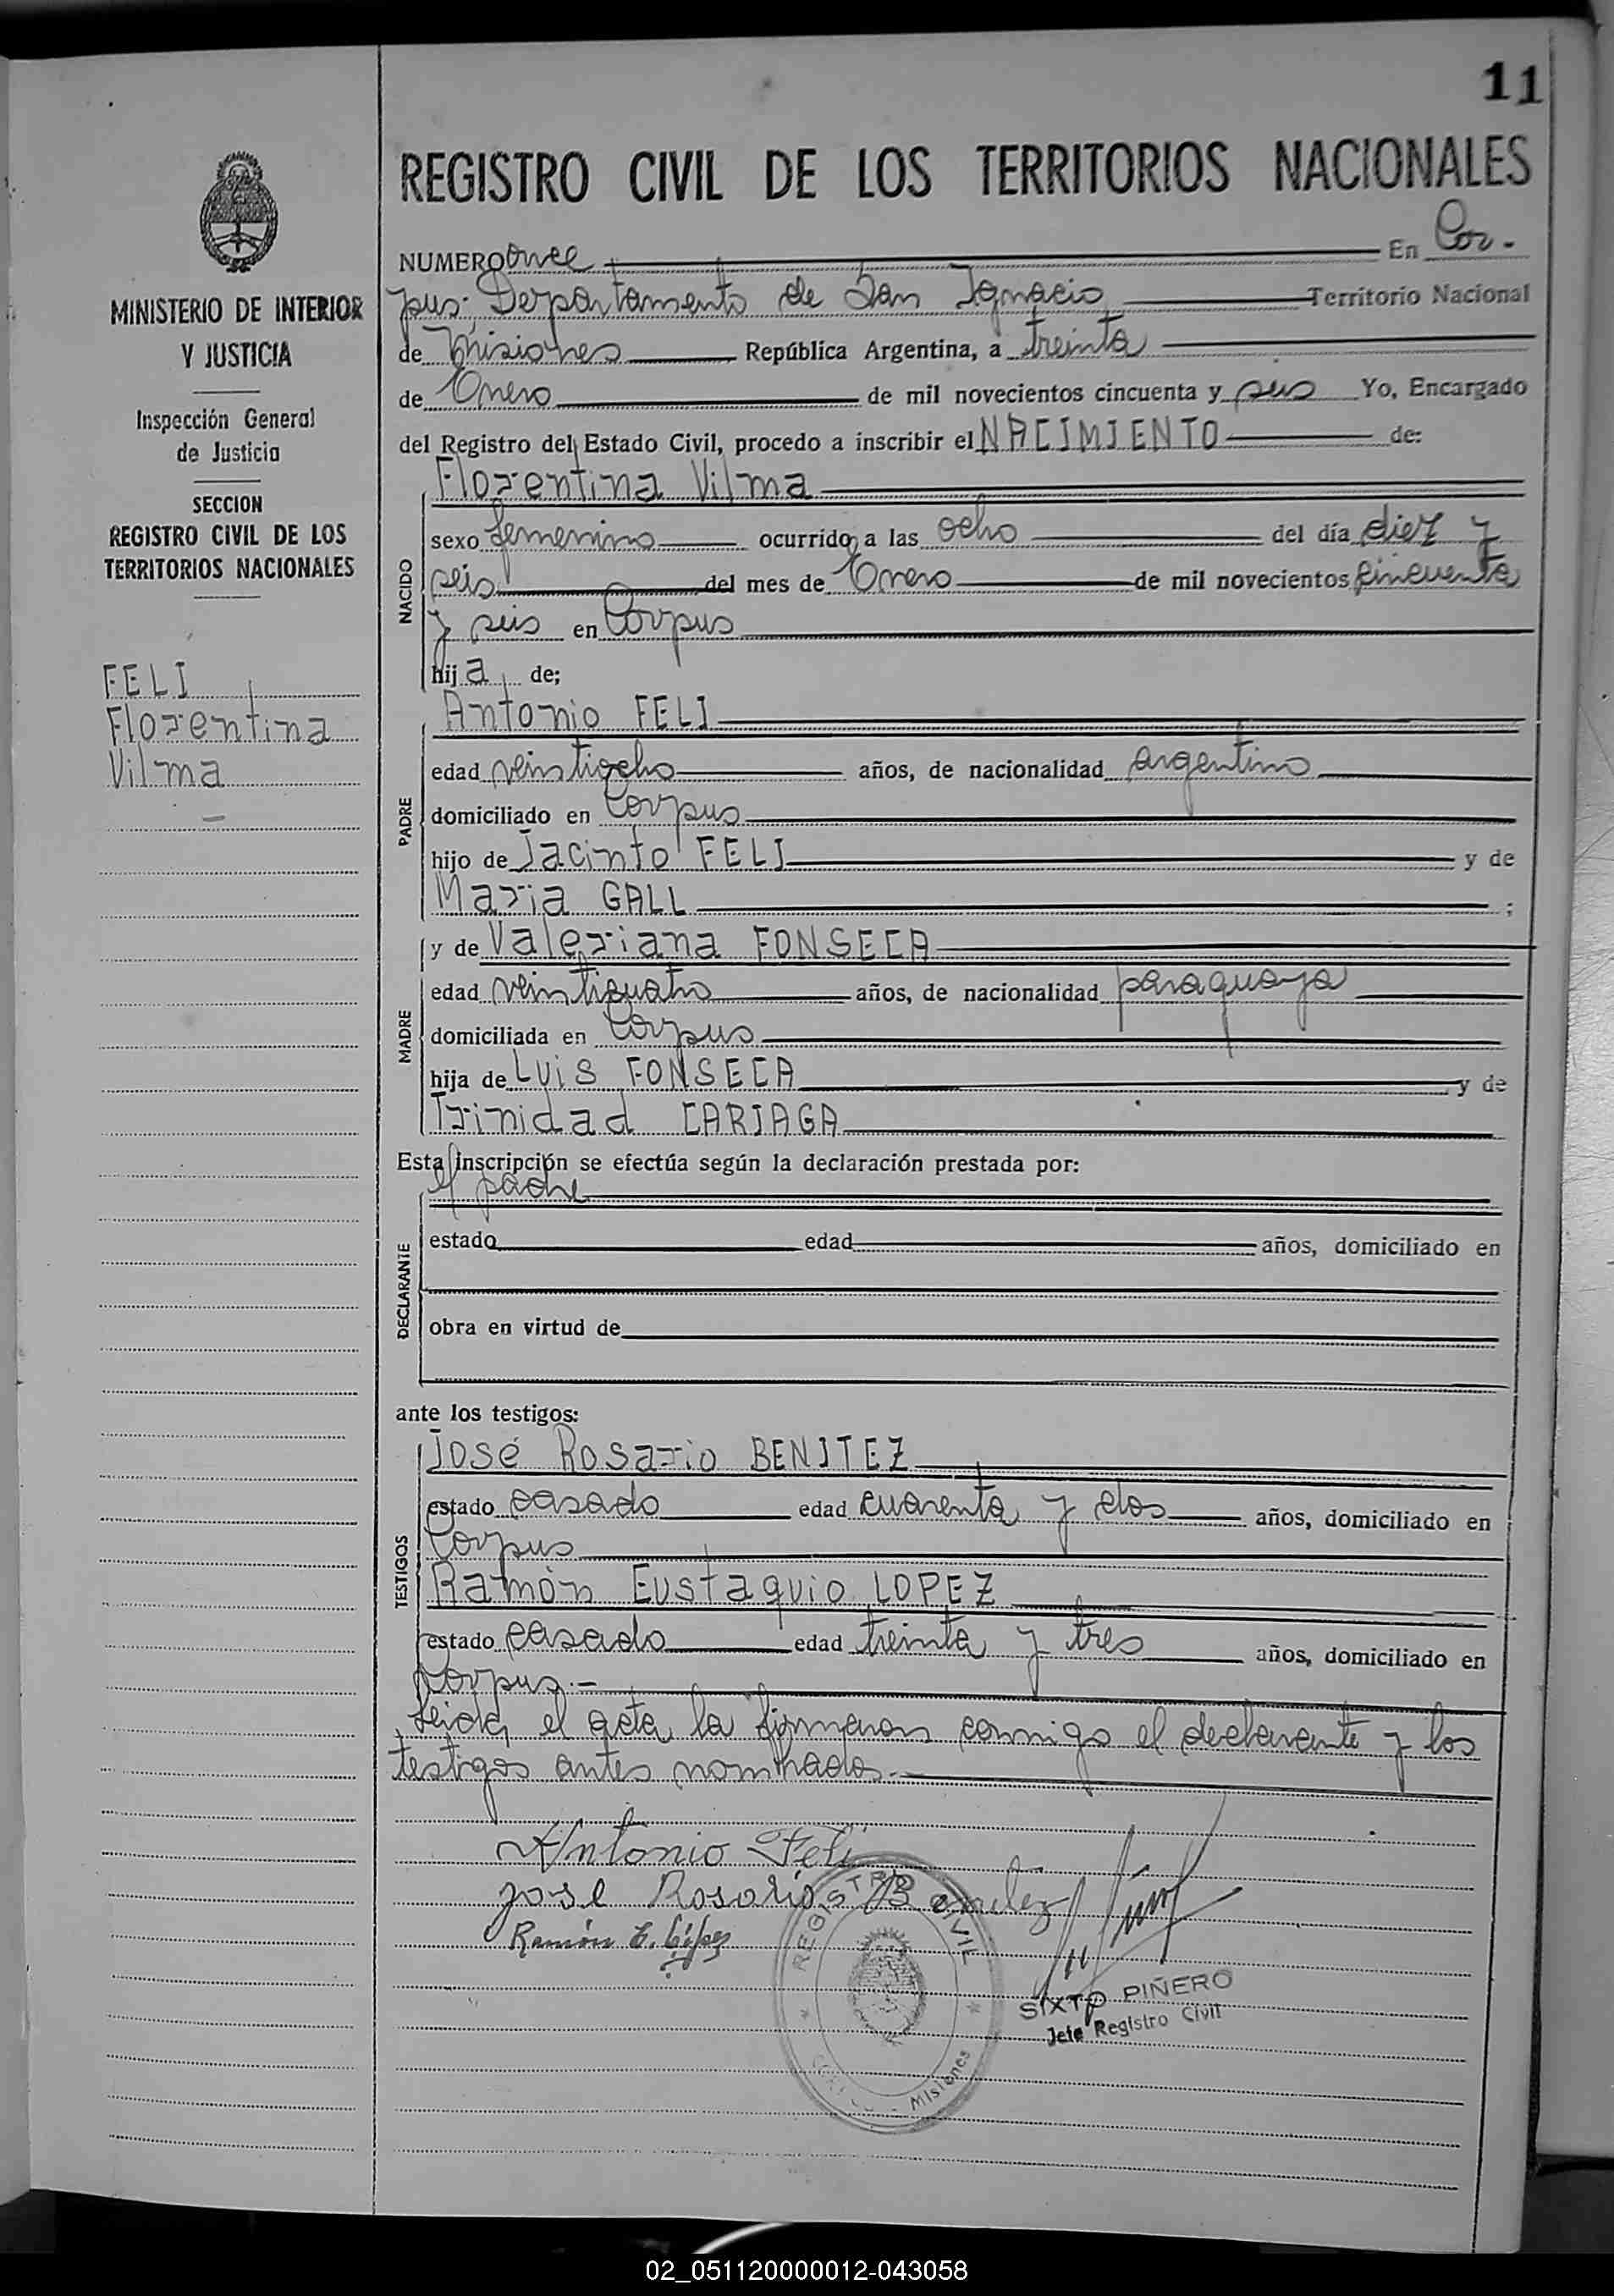 11
REGISTRO CIVIL DE LOS TERRITORIOS NACIONALES
MINISTERIO DE INTERIOR
Y JUSTICIA
Inspección General
de Justicia
SECCION
REGISTRO CIVIL DE LOS
TERRITORIOS NACIONALES
FELI
Florentina
Vilma
NUMERO Once En Cor-
pus; Departamento de San Ignacio Territorio Nacional
de Misiones República Argentina, a treinta
de Enero de mil novecientos cincuenta y seis Yo, Encargado
del Registro del Estado Civil, procedo a inscribir el NACIMIENTO de:
NACIDO
Florentina Vilma
sexo femenino ocurrido a las ocho del día diez y
seis del mes de Enero de mil novecientos cincuenta
y seis en Corpus
hija de;
PADRE
Antonio FELI
edad veintiocho años, de nacionalidad argentino
domiciliado en Corpus
hijo de Jacinto FELI y de
Maria GALL ;
MADRE
y de Valeriana FONSECA
edad veintiquatro años, de nacionalidad paraguaya
domiciliada en Corpus
hija de Luis FONSECA y de
Trinidad CARIAGA
Esta inscripción se efectúa según la declaración prestada por:
DECLARANTE
el padre
estado edad años, domiciliado en
obra en virtud de
ante los testigos:
TESTIGOS
José Rosario BENITEZ
estado casado edad cuarenta y dos años, domiciliado en
Corpus
Ramón Eustaquio LOPEZ
estado casado edad treinta y tres años, domiciliado en
Corpus.-
Leida el acta la firmaron conmigo el declarante y los
testigos antes nombrados.-
Antonio Feli
Jose Rosario
Ramón E. López
REGISTRO CIVIL
Misiones
SIXTO PIÑERO
Jefe Registro Civil
02_051120000012-043058